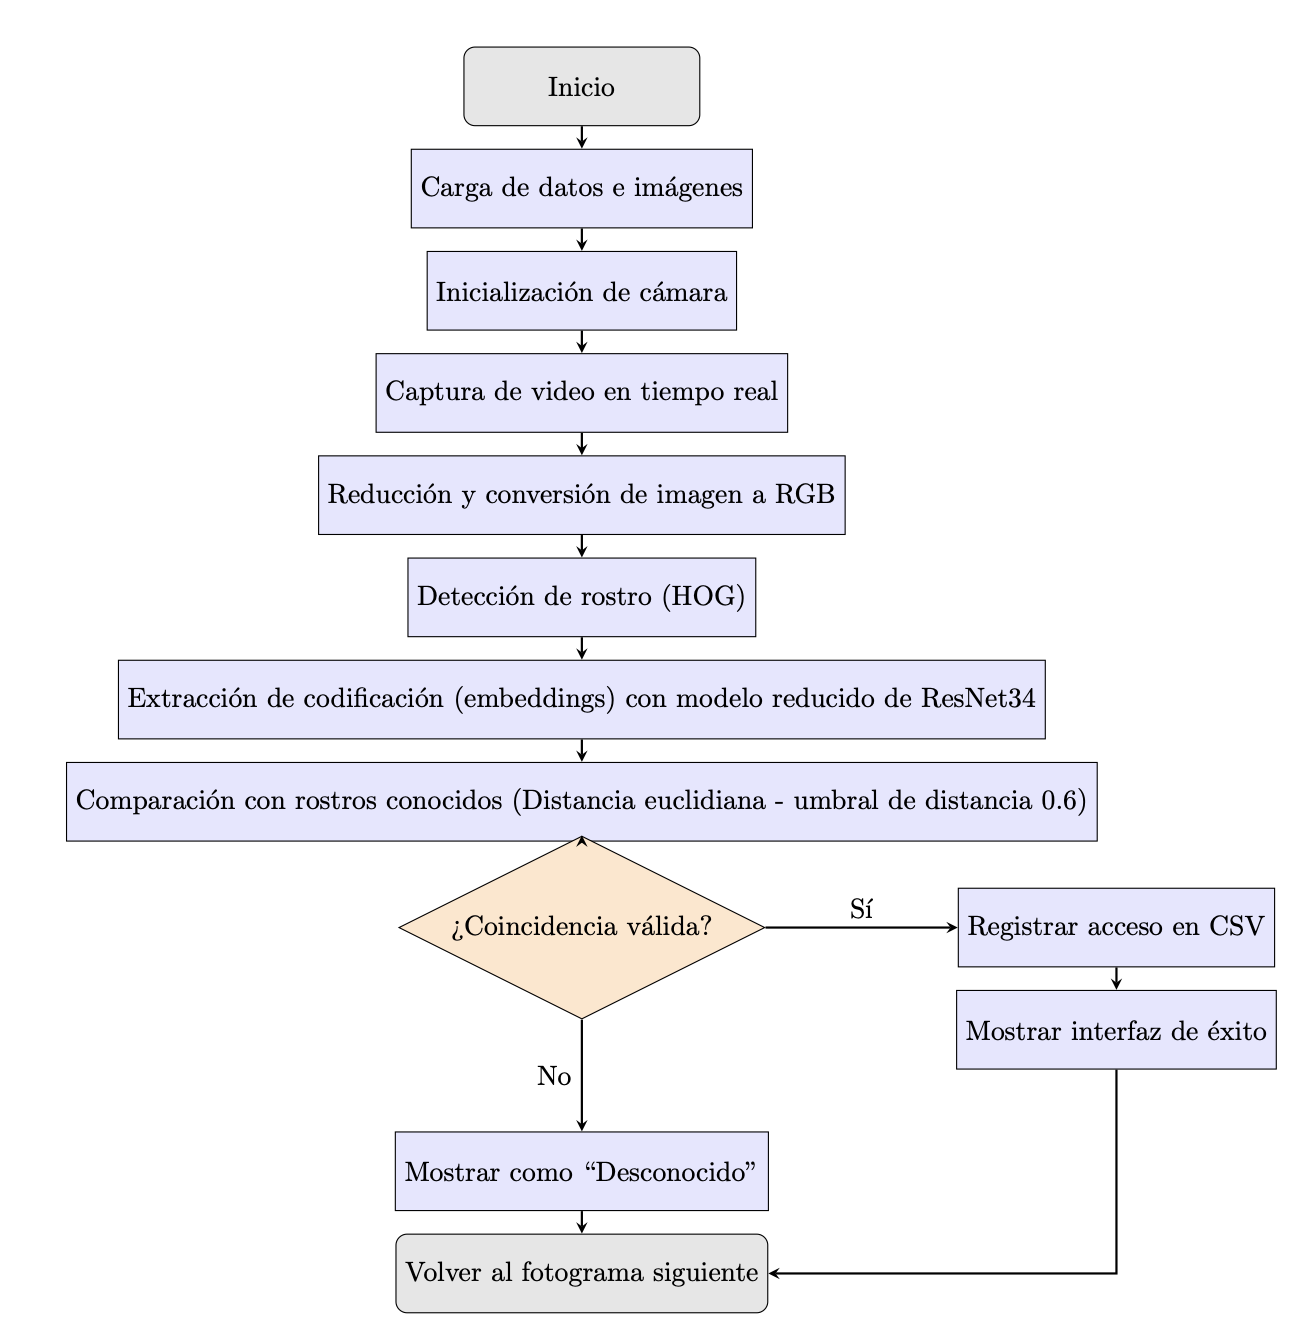 Inicio
Carga de datos e imágenes
Inicialización de cámara
Captura de video en tiempo real
Reducción y conversión de imagen a RGB
Detección de rostro (HOG)
Extracción de codificación (embeddings) con modelo reducido de ResNet34
Comparación con rostros conocidos (Distancia euclidiana - umbral de distancia 0.6)
¿Coincidencia válida?
Sí
Registrar acceso en CSV
Mostrar interfaz de éxito
No
Mostrar como “Desconocido”
Volver al fotograma siguiente